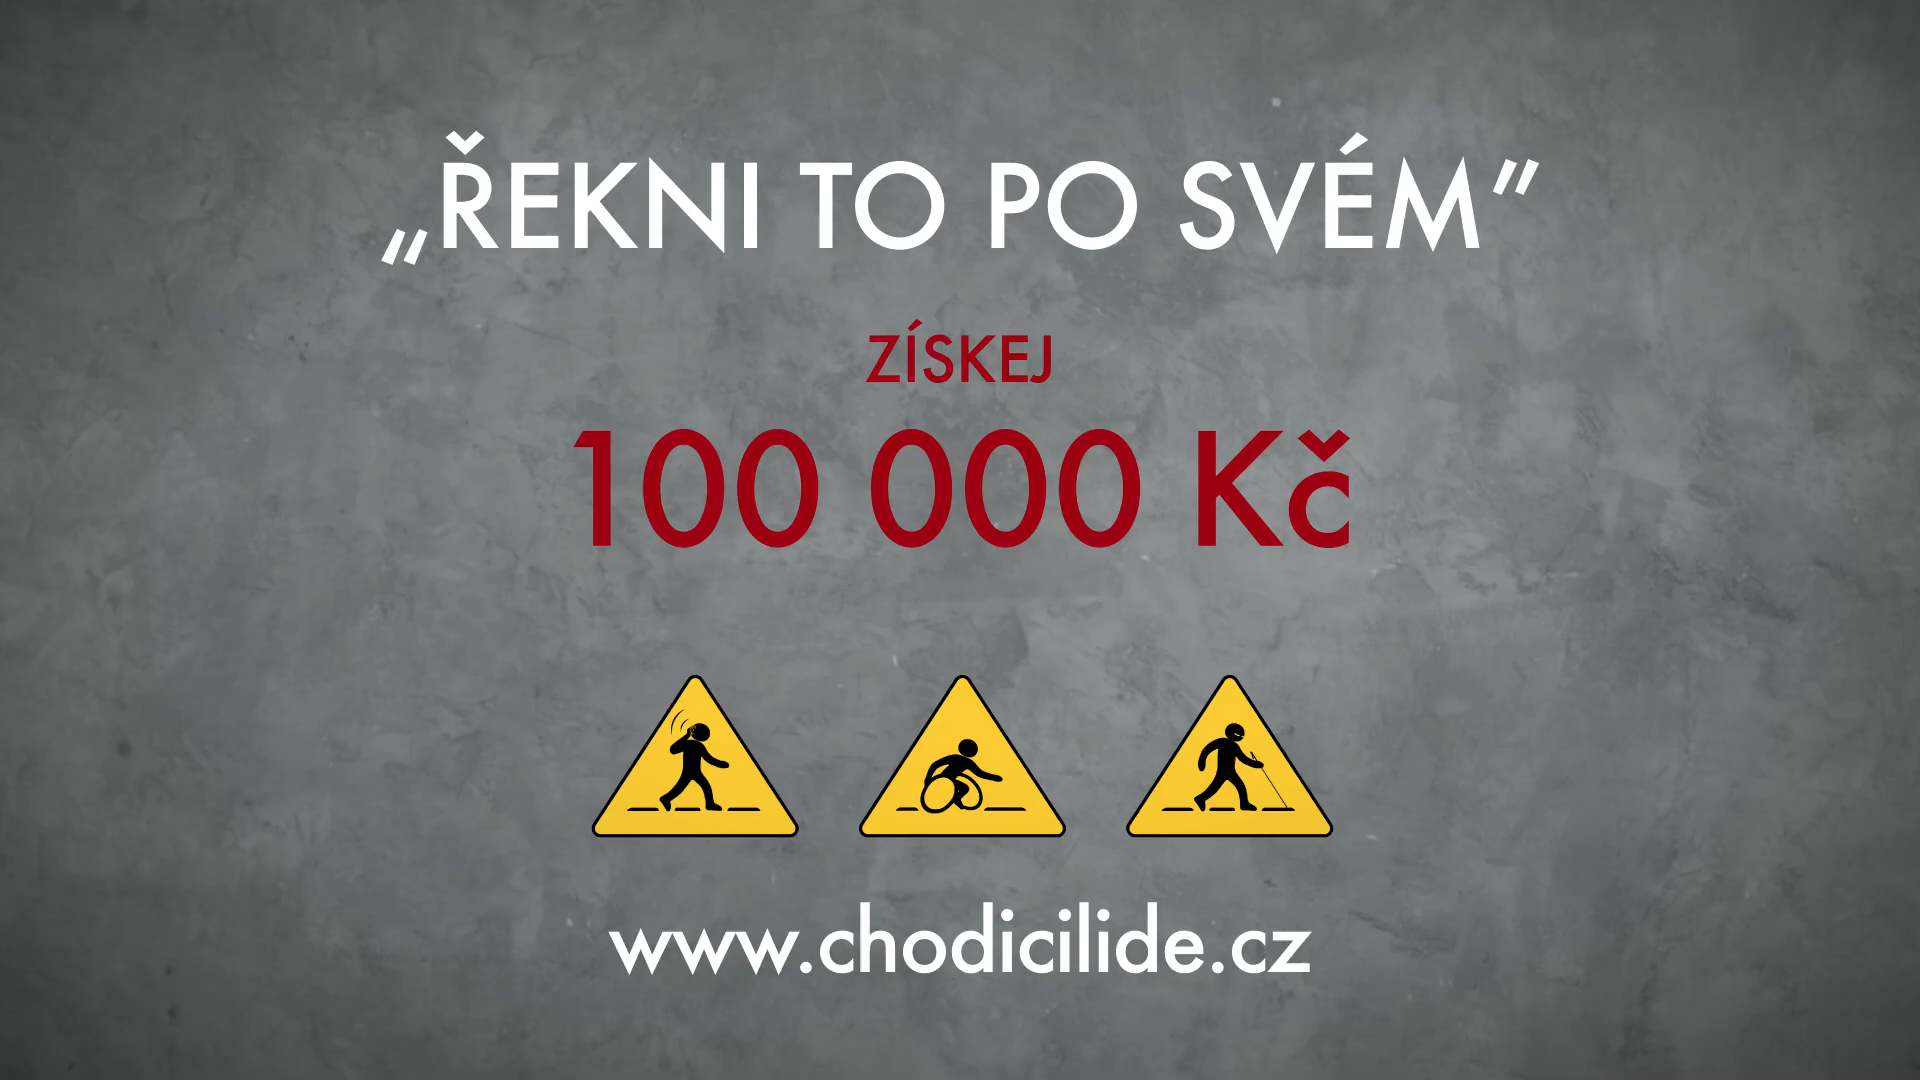 „ŘEKNI TO PO SVÉM”
ZÍSKEJ
100 000 Kč
www.chodicilide.cz